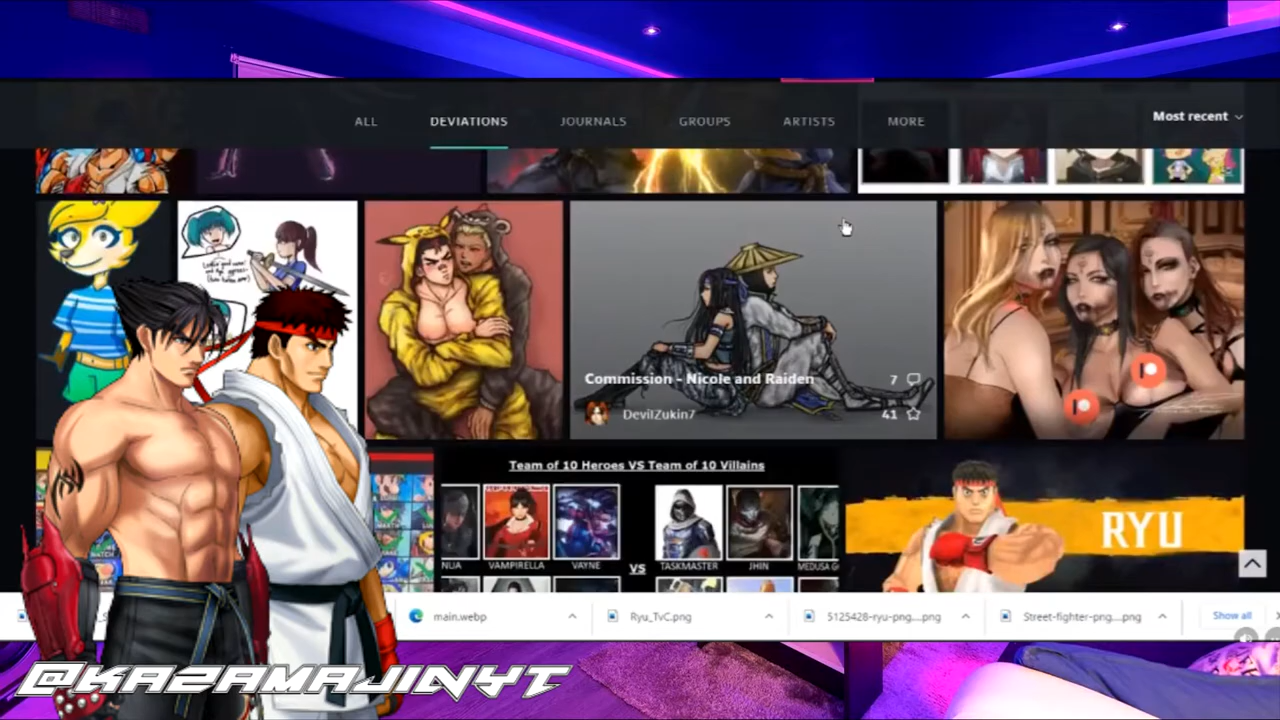 ALL
DEVIATIONS
JOURNALS
GROUPS
ARTISTS
MORE
Most recent
Commission - Nicole and Raiden
7
DevilZukin7
41
Team of 10 Heroes VS Team of 10 Villains
VAMPIRELLA
VAYNE
VS
TASKMASTER
JHIN
MEDUSA
RYU
main.webp
Ryu_TvC.png
5125428-ryu-png....png
Street-fighter-png....png
Show all
@KAZAMAJINYT